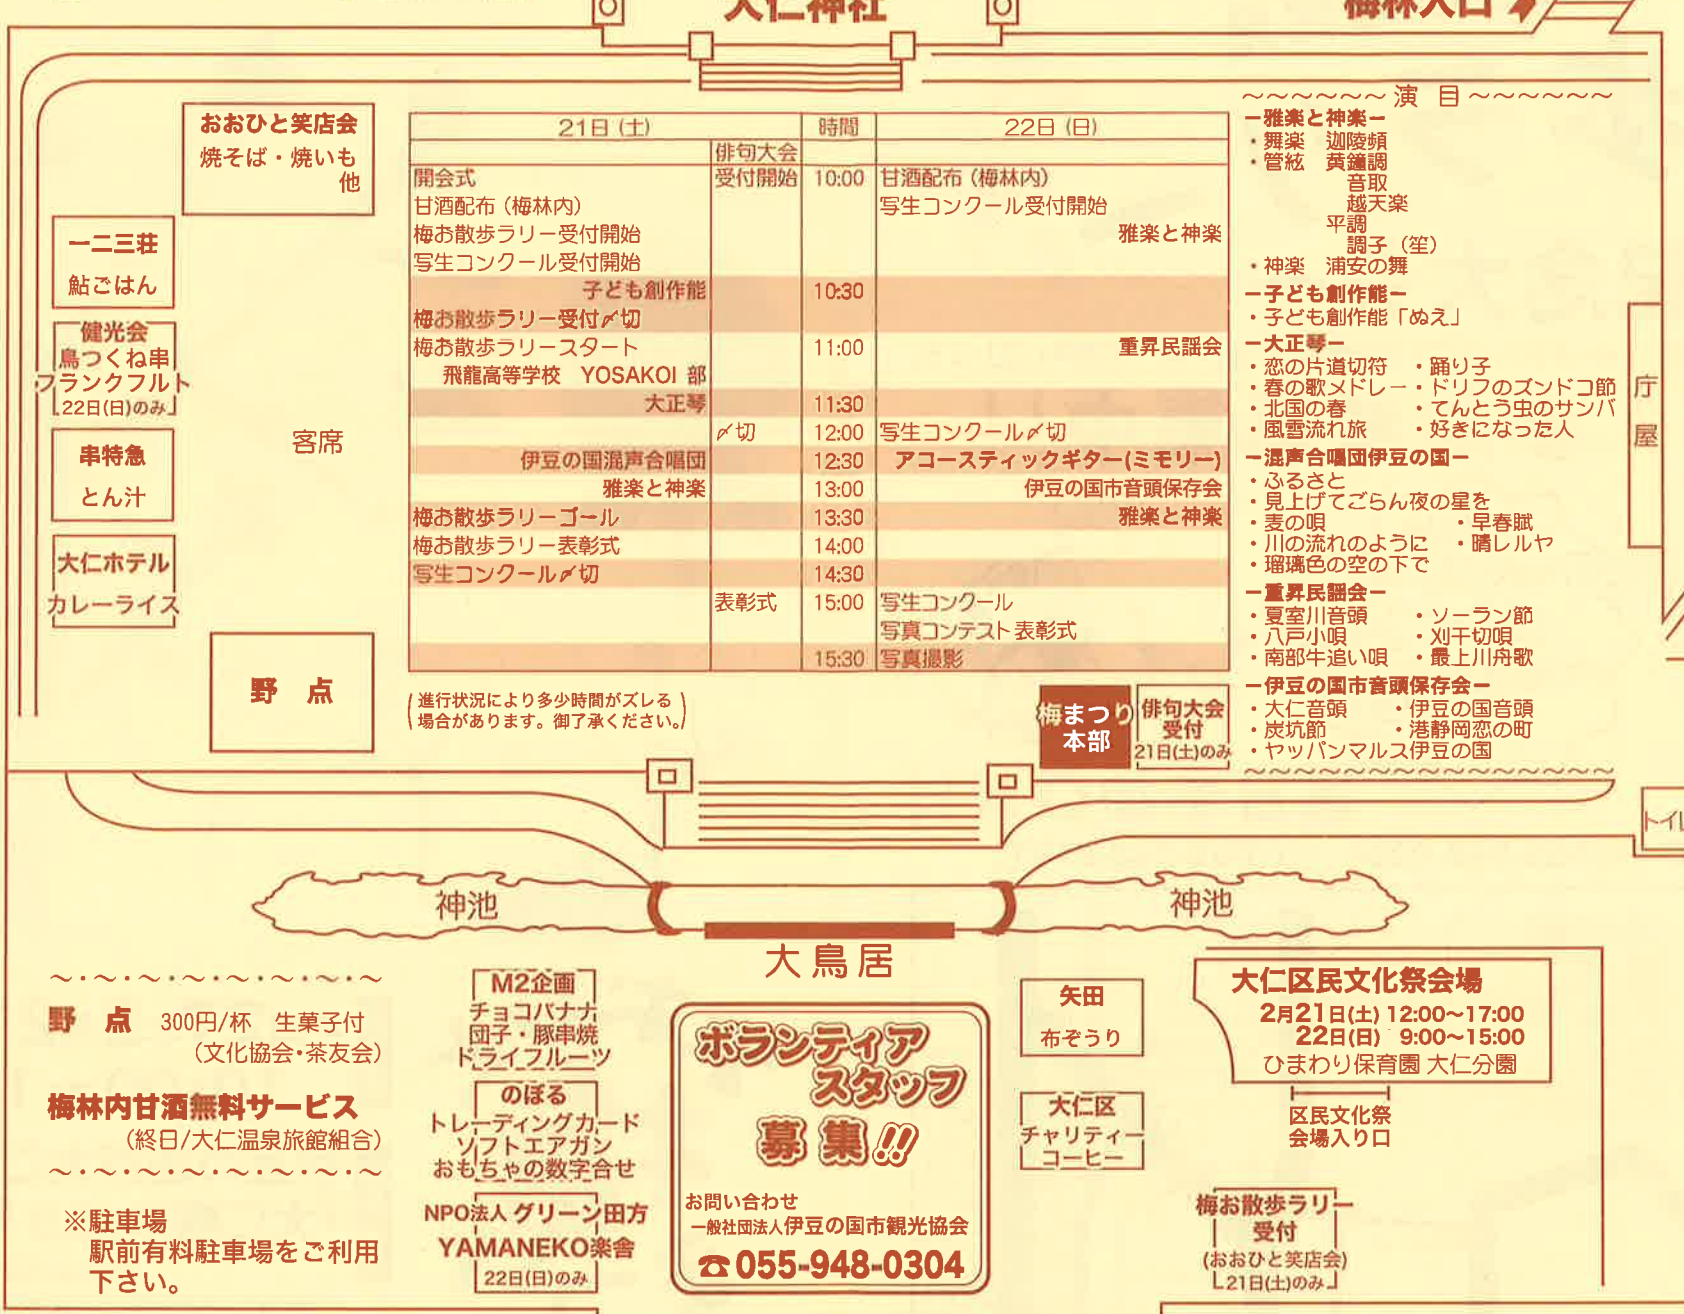 大仁神社
梅林入口
おおひと笑店会
焼そば・焼いも
他
一二三荘
鮎ごはん
健光会
鳥つくね串
フランクフルト
22日(日)のみ
串特急
とん汁
大仁ホテル
カレーライス
客席
野 点
21日(土) 時間 22日(日)
俳句大会
開会式 受付開始 10:00 甘酒配布(梅林内)
甘酒配布(梅林内) 写生コンクール受付開始
梅お散歩ラリー受付開始 雅楽と神楽
写生コンクール受付開始
子ども創作能 10:30
梅お散歩ラリー受付〆切
梅お散歩ラリースタート 11:00 重昇民謡会
飛龍高等学校 YOSAKOI 部
大正琴 11:30
〆切 12:00 写生コンクール〆切
伊豆の国混声合唱団 12:30 アコースティックギター(ミモリー)
雅楽と神楽 13:00 伊豆の国市音頭保存会
梅お散歩ラリーゴール 13:30 雅楽と神楽
梅お散歩ラリー表彰式 14:00
写生コンクール〆切 14:30
表彰式 15:00 写生コンクール
写真コンテスト表彰式
15:30 写真撮影
(進行状況により多少時間がズレる
場合があります。御了承ください。)
梅まつり
本部
俳句大会
受付
21日(土)のみ
〜〜〜〜〜〜演 目〜〜〜〜〜〜
ー雅楽と神楽ー
・舞楽 迦陵頻
・管絃 黄鐘調
音取
越天楽
平調
調子(笙)
・神楽 浦安の舞
ー子ども創作能ー
・子ども創作能「ぬえ」
ー大正琴ー
・恋の片道切符 ・踊り子
・春の歌メドレー ・ドリフのズンドコ節
・北国の春 ・てんとう虫のサンバ
・風雪流れ旅 ・好きになった人
ー混声合唱団伊豆の国ー
・ふるさと
・見上げてごらん夜の星を
・麦の唄 ・早春賦
・川の流れのように ・晴レルヤ
・瑠璃色の空の下で
ー重昇民謡会ー
・夏室川音頭 ・ソーラン節
・八戸小唄 ・刈干切唄
・南部牛追い唄 ・最上川舟歌
ー伊豆の国市音頭保存会ー
・大仁音頭 ・伊豆の国音頭
・炭坑節 ・港静岡恋の町
・ヤッパンマルス伊豆の国
庁屋
トイレ
神池
神池
大鳥居
野 点 300円/杯 生菓子付
(文化協会・茶友会)
梅林内甘酒無料サービス
(終日/大仁温泉旅館組合)
※駐車場
駅前有料駐車場をご利用
下さい。
M2企画
チョコバナナ
団子・豚串焼
ドライフルーツ
のぼる
トレーディングカード
ソフトエアガン
おもちゃの数字合せ
NPO法人 グリーン田方
YAMANEKO楽舎
22日(日)のみ
ボランティア
スタッフ
募集!!
お問い合わせ
一般社団法人伊豆の国市観光協会
☎055-948-0304
矢田
布ぞうり
大仁区
チャリティー
コーヒー
大仁区民文化祭会場
2月21日(土) 12:00〜17:00
22日(日) 9:00〜15:00
ひまわり保育園 大仁分園
区民文化祭
会場入り口
梅お散歩ラリー
受付
(おおひと笑店会)
21日(土)のみ